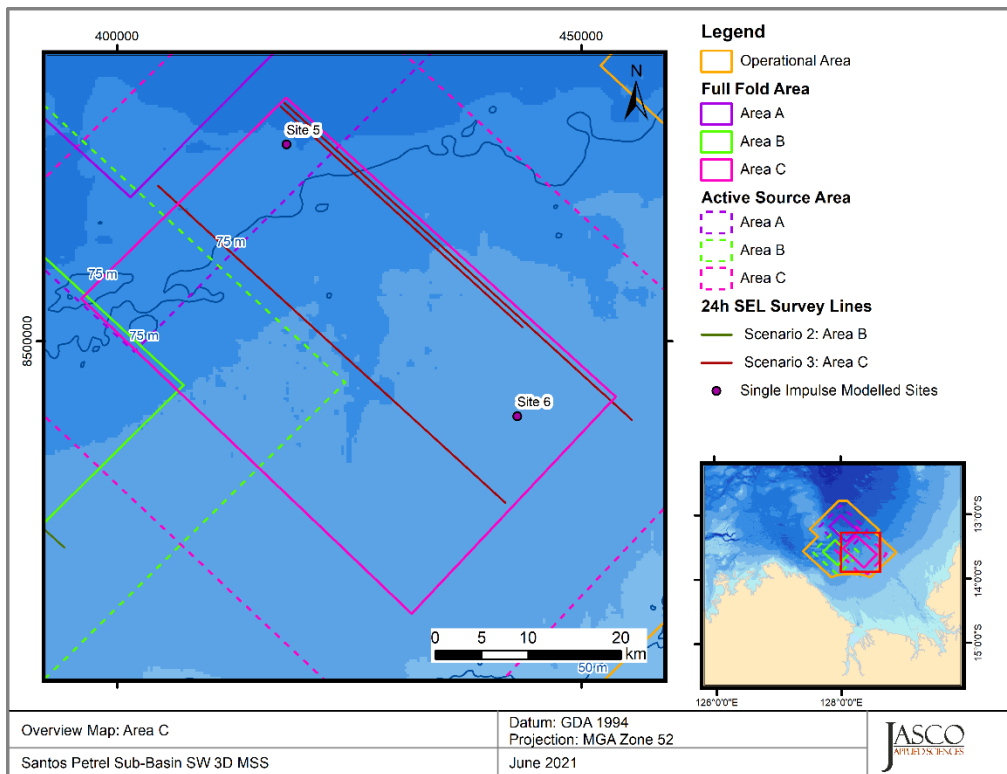 400000
450000
N
Site 5
75 m
75 m
75 m
850000
Site 6
0 5 10 20
km
50 m
Legend
Operational Area
Full Fold Area
Area A
Area B
Area C
Active Source Area
Area A
Area B
Area C
24h SEL Survey Lines
Scenario 2: Area B
Scenario 3: Area C
Single Impulse Modelled Sites
13°0'0"S
14°0'0"S
15°0'0"S
126°0'0"E
128°0'0"E
Overview Map: Area C
Datum: GDA 1994
Projection: MGA Zone 52
Santos Petrel Sub-Basin SW 3D MSS
June 2021
JASCO
APPLIED SCIENCES